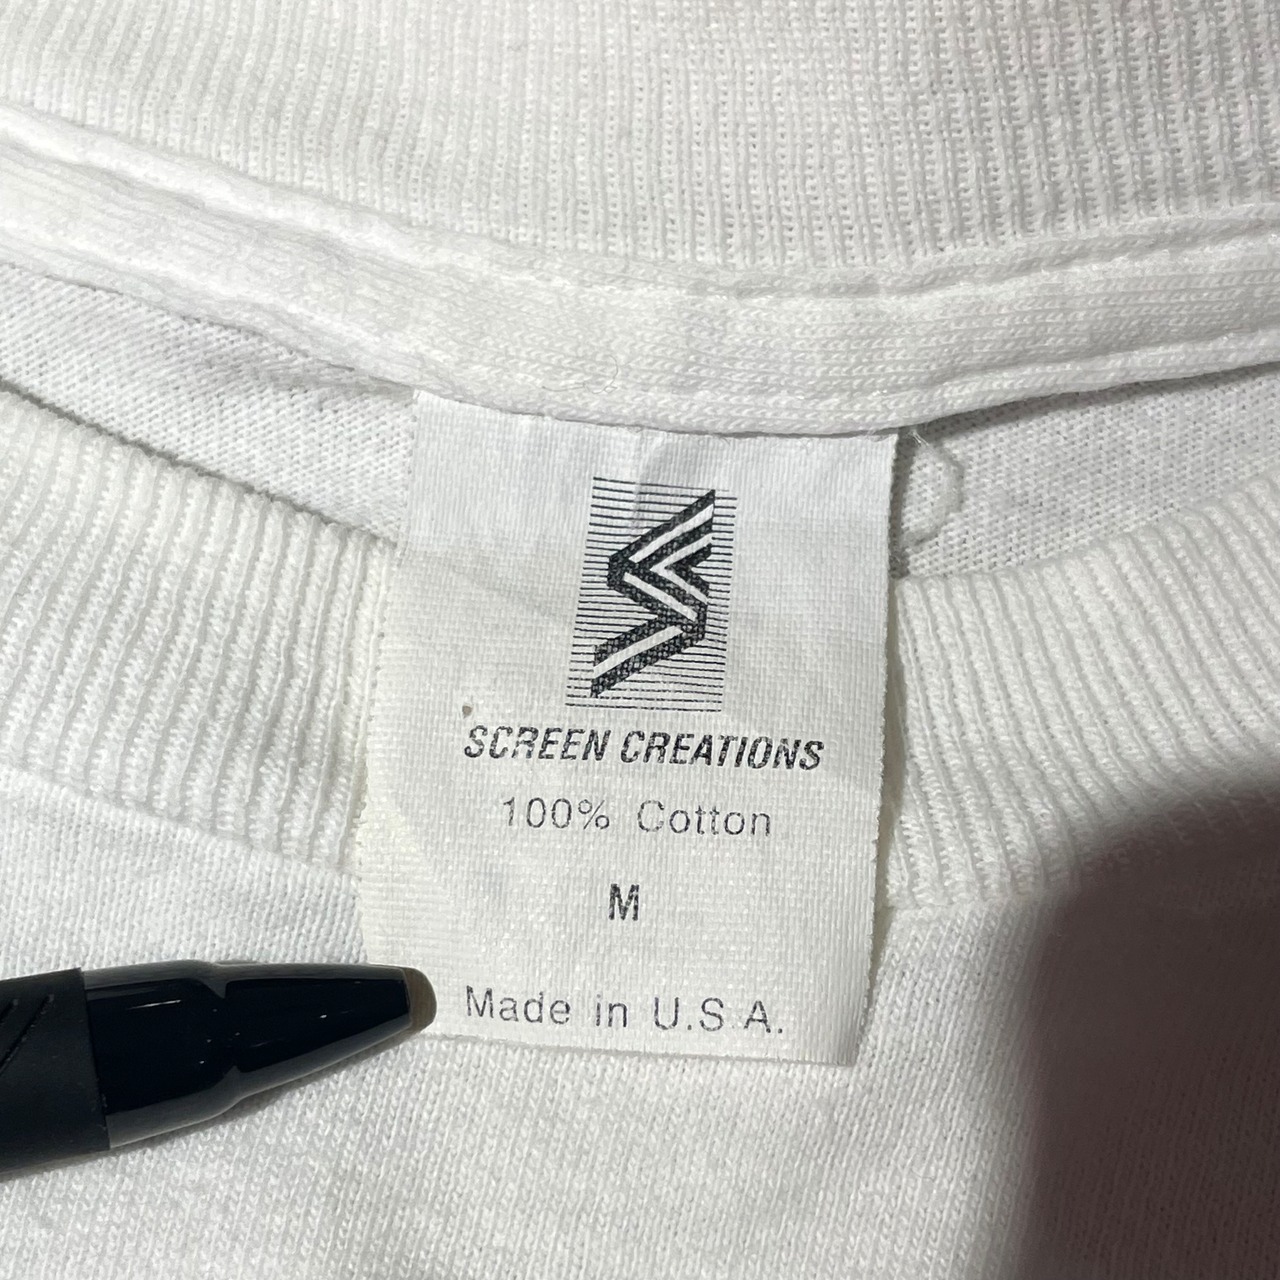 SCREEN CREATIONS
100% Cotton
M
Made in U.S.A.